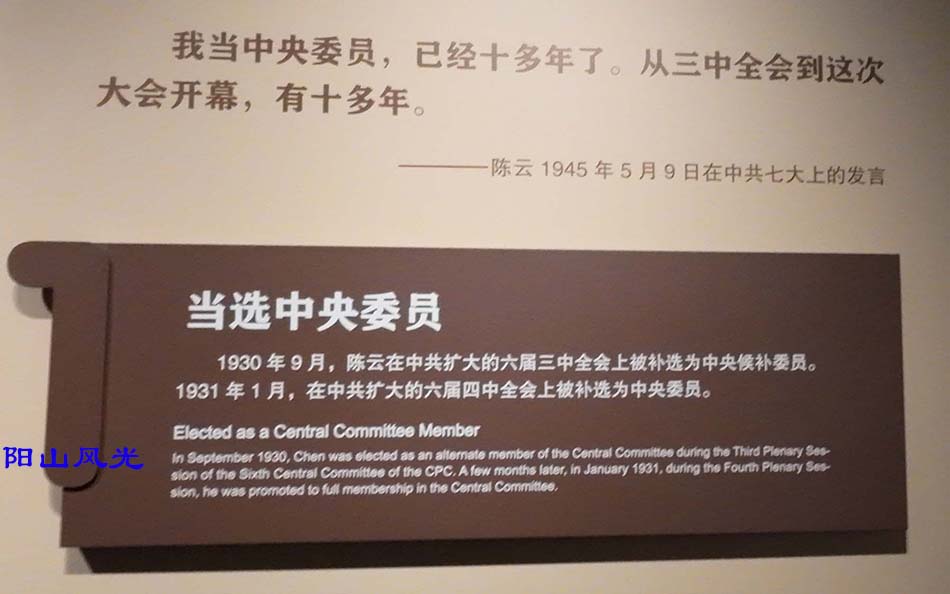 我当中央委员，已经十多年了。从三中全会到这次
大会开幕，有十多年。
———陈云 1945 年 5 月 9 日在中共七大上的发言
当选中央委员
1930 年 9 月，陈云在中共扩大的六届三中全会上被补选为中央候补委员。
1931 年 1 月，在中共扩大的六届四中全会上被补选为中央委员。
Elected as a Central Committee Member
In September 1930, Chen was elected as an alternate member of the Central Committee during the Third Plenary Ses-
sion of the Sixth Central Committee of the CPC. A few months later, in January 1931, during the Fourth Plenary Ses-
sion, he was promoted to full membership in the Central Committee.
阳山风光